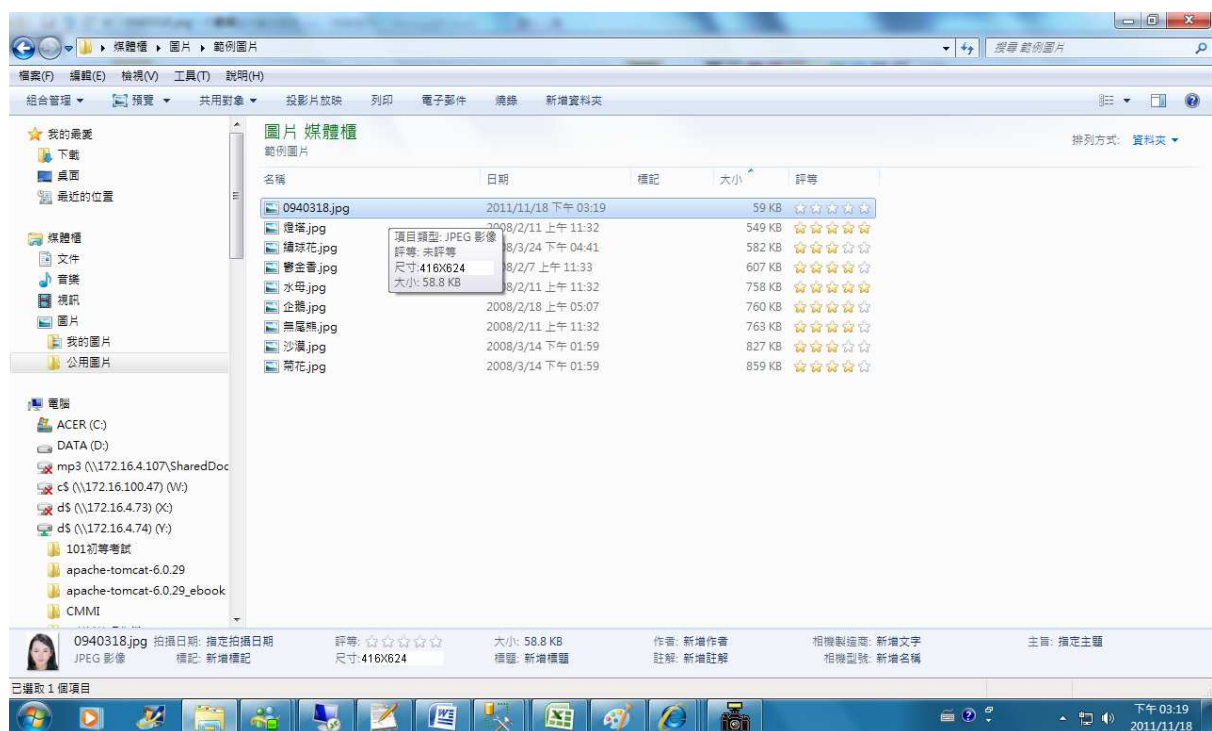 媒體櫃 ▸ 圖片 ▸ 範例圖片
搜尋 範例圖片
檔案(F) 編輯(E) 檢視(V) 工具(T) 說明(H)
組合管理 預覽 共用對象 投影片放映 列印 電子郵件 燒錄 新增資料夾
我的最愛
下載
桌面
最近的位置
媒體櫃
文件
音樂
視訊
圖片
我的圖片
公用圖片
電腦
ACER (C:)
DATA (D:)
mp3 (\\172.16.4.107\SharedDoc
c$ (\\172.16.100.47) (W:)
d$ (\\172.16.4.73) (X:)
d$ (\\172.16.4.74) (Y:)
101初等考試
apache-tomcat-6.0.29
apache-tomcat-6.0.29_ebook
CMMI
圖片 媒體櫃
範例圖片
排列方式: 資料夾
名稱 日期 標記 大小 評等
0940318.jpg 2011/11/18 下午 03:19 59 KB
燈塔.jpg 2008/2/11 上午 11:32 549 KB
繡球花.jpg 8/3/24 下午 04:41 582 KB
鬱金香.jpg 8/2/7 上午 11:33 607 KB
水母.jpg 8/2/11 上午 11:32 758 KB
企鵝.jpg 2008/2/18 上午 05:07 760 KB
無尾熊.jpg 2008/2/11 上午 11:32 763 KB
沙漠.jpg 2008/3/14 下午 01:59 827 KB
菊花.jpg 2008/3/14 下午 01:59 859 KB
項目類型: JPEG 影像
評等: 未評等
尺寸:416X624
大小: 58.8 KB
0940318.jpg 拍攝日期: 指定拍攝日期 評等: 大小: 58.8 KB 作者: 新增作者 相機製造商: 新增文字 主旨: 指定主題
JPEG 影像 標記: 新增標記 尺寸:416X624 標題: 新增標題 註解: 新增註解 相機型號: 新增名稱
已選取 1 個項目
下午 03:19
2011/11/18